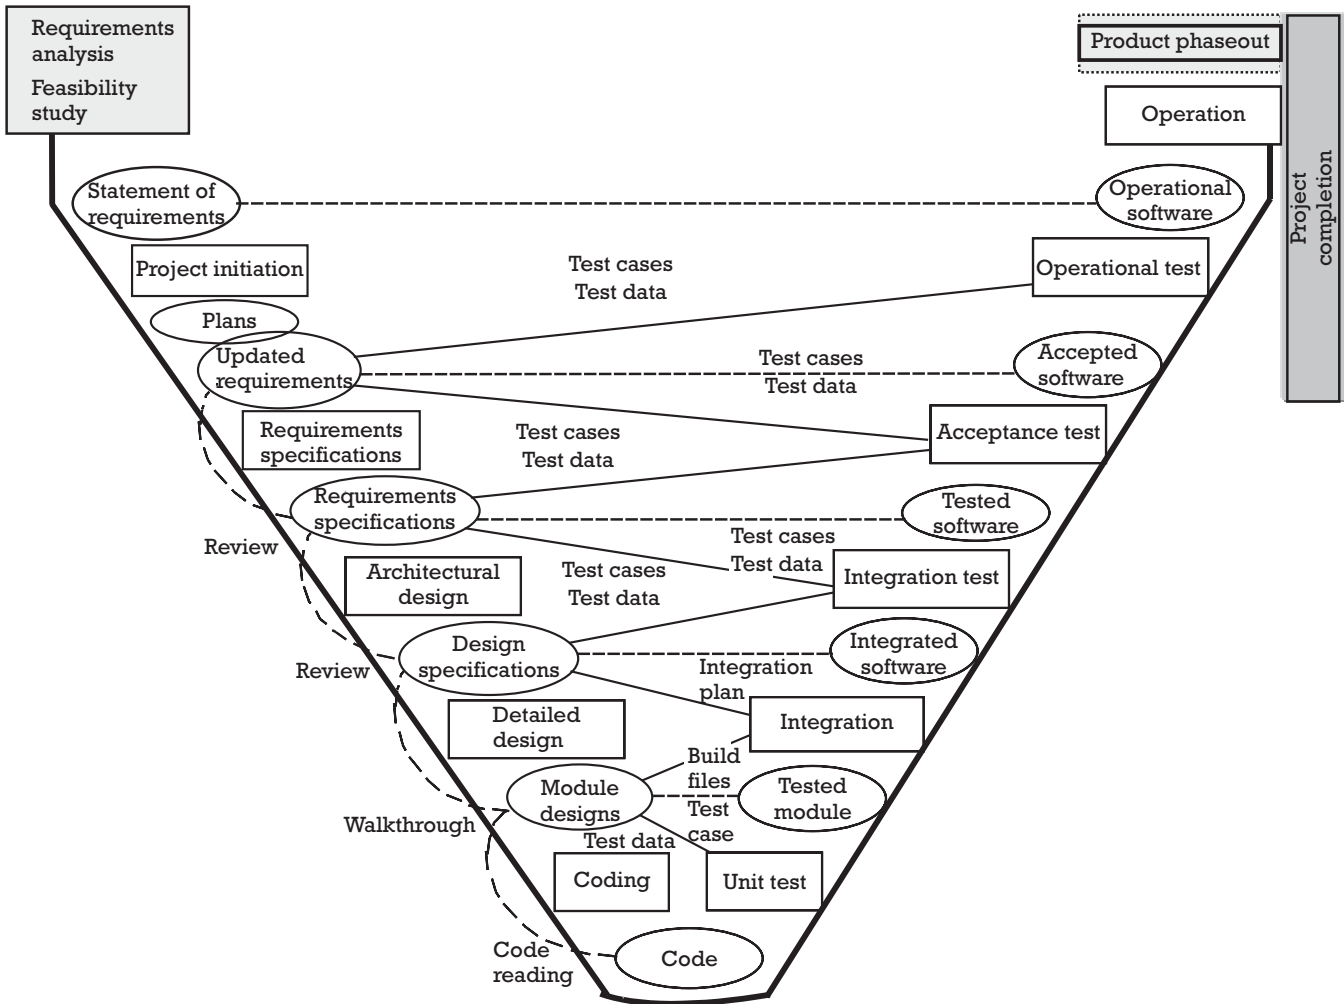 Requirements
analysis
Feasibility
study
Product phaseout
Operation
Project
completion
Statement of
requirements
Operational
software
Project initiation
Test cases
Test data
Operational test
Plans
Updated
requirements
Test cases
Test data
Accepted
software
Requirements
specifications
Test cases
Test data
Acceptance test
Requirements
specifications
Tested
software
Review
Test cases
Test data
Architectural
design
Test cases
Test data
Integration test
Design
specifications
Integrated
software
Review
Integration
plan
Detailed
design
Integration
Build
files
Module
designs
Tested
module
Walkthrough
Test
case
Test data
Coding
Unit test
Code
reading
Code